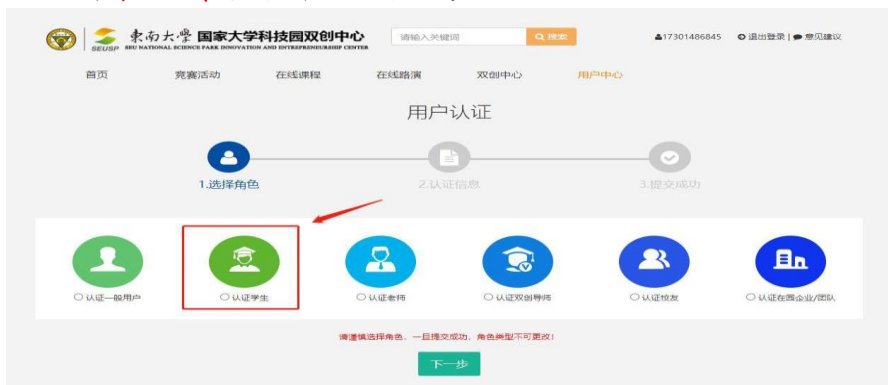 东南大学 国家大学科技园双创中心
SEUSP SEU NATIONAL SCIENCE PARK INNOVATION AND ENTREPRENEURSHIP CENTER
请输入关键词 搜索 17301486845 退出登录 | 意见建议
首页 竞赛活动 在线课程 在线路演 双创中心 用户中心
用户认证
1.选择角色 2.认证信息 3.提交成功
认证一般用户 认证学生 认证老师 认证双创导师 认证校友 认证在园企业/团队
请谨慎选择角色，一旦提交成功，角色类型不可更改！
下一步